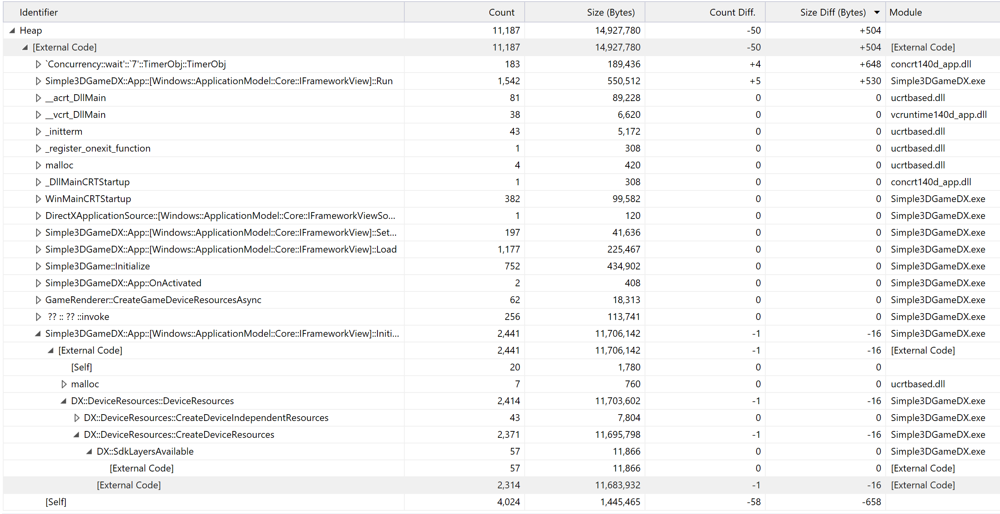 Identifier Count Size (Bytes) Count Diff. Size Diff (Bytes) Module
Heap 11,187 14,927,780 -50 +504
[External Code] 11,187 14,927,780 -50 +504 [External Code]
`Concurrency::wait'::`7'::TimerObj::TimerObj 183 189,436 +4 +648 concrt140d_app.dll
Simple3DGameDX::App::[Windows::ApplicationModel::Core::IFrameworkView]::Run 1,542 550,512 +5 +530 Simple3DGameDX.exe
__acrt_DllMain 81 89,228 0 0 ucrtbased.dll
__vcrt_DllMain 38 6,620 0 0 vcruntime140d_app.dll
_initterm 43 5,172 0 0 ucrtbased.dll
_register_onexit_function 1 308 0 0 ucrtbased.dll
malloc 4 420 0 0 ucrtbased.dll
_DllMainCRTStartup 1 308 0 0 concrt140d_app.dll
WinMainCRTStartup 382 99,582 0 0 Simple3DGameDX.exe
DirectXApplicationSource::[Windows::ApplicationModel::Core::IFrameworkViewSo... 1 120 0 0 Simple3DGameDX.exe
Simple3DGameDX::App::[Windows::ApplicationModel::Core::IFrameworkView]::Set... 197 41,636 0 0 Simple3DGameDX.exe
Simple3DGameDX::App::[Windows::ApplicationModel::Core::IFrameworkView]::Load 1,177 225,467 0 0 Simple3DGameDX.exe
Simple3DGame::Initialize 752 434,902 0 0 Simple3DGameDX.exe
Simple3DGameDX::App::OnActivated 2 408 0 0 Simple3DGameDX.exe
GameRenderer::CreateGameDeviceResourcesAsync 62 18,313 0 0 Simple3DGameDX.exe
?? :: ?? ::invoke 256 113,741 0 0 Simple3DGameDX.exe
Simple3DGameDX::App::[Windows::ApplicationModel::Core::IFrameworkView]::Initi... 2,441 11,706,142 -1 -16 Simple3DGameDX.exe
[External Code] 2,441 11,706,142 -1 -16 [External Code]
[Self] 20 1,780 0 0
malloc 7 760 0 0 ucrtbased.dll
DX::DeviceResources::DeviceResources 2,414 11,703,602 -1 -16 Simple3DGameDX.exe
DX::DeviceResources::CreateDeviceIndependentResources 43 7,804 0 0 Simple3DGameDX.exe
DX::DeviceResources::CreateDeviceResources 2,371 11,695,798 -1 -16 Simple3DGameDX.exe
DX::SdkLayersAvailable 57 11,866 0 0 Simple3DGameDX.exe
[External Code] 57 11,866 0 0 [External Code]
[External Code] 2,314 11,683,932 -1 -16 [External Code]
[Self] 4,024 1,445,465 -58 -658